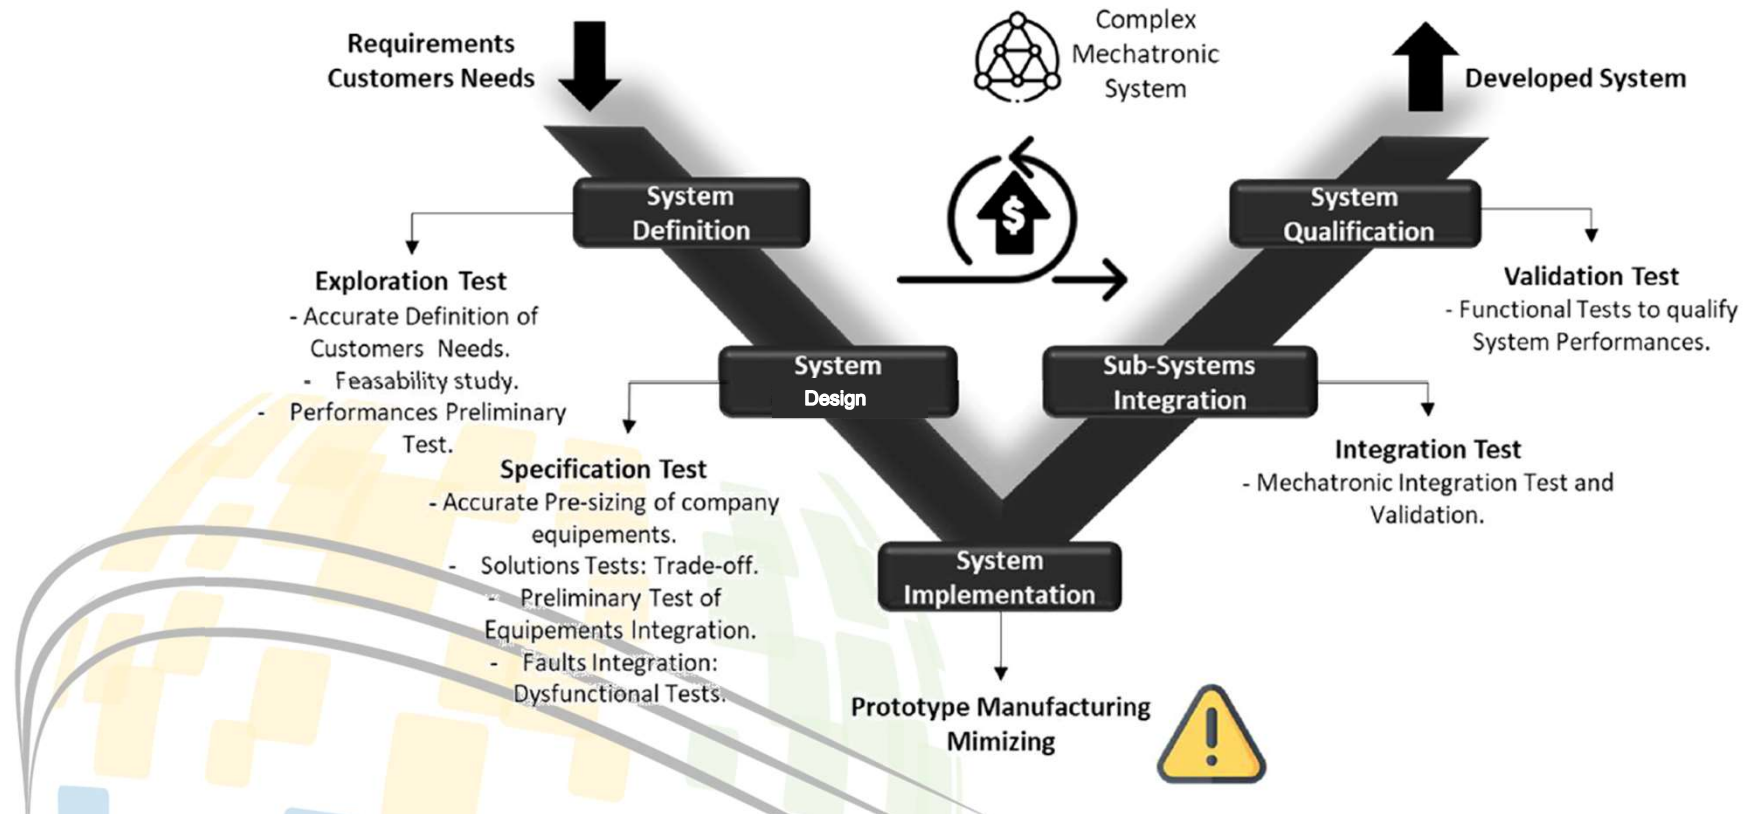 Requirements
Customers Needs
Complex
Mechatronic
System
Developed System
System
Definition
System
Qualification
Exploration Test
- Accurate Definition of
Customers Needs.
- Feasability study.
- Performances Preliminary
Test.
Validation Test
- Functional Tests to qualify
System Performances.
$
System
Design
Sub-Systems
Integration
Specification Test
- Accurate Pre-sizing of company
equipements.
- Solutions Tests: Trade-off.
- Preliminary Test of
Equipements Integration.
- Faults Integration:
Dysfunctional Tests.
Integration Test
- Mechatronic Integration Test and
Validation.
System
Implementation
Prototype Manufacturing
Mimizing
!